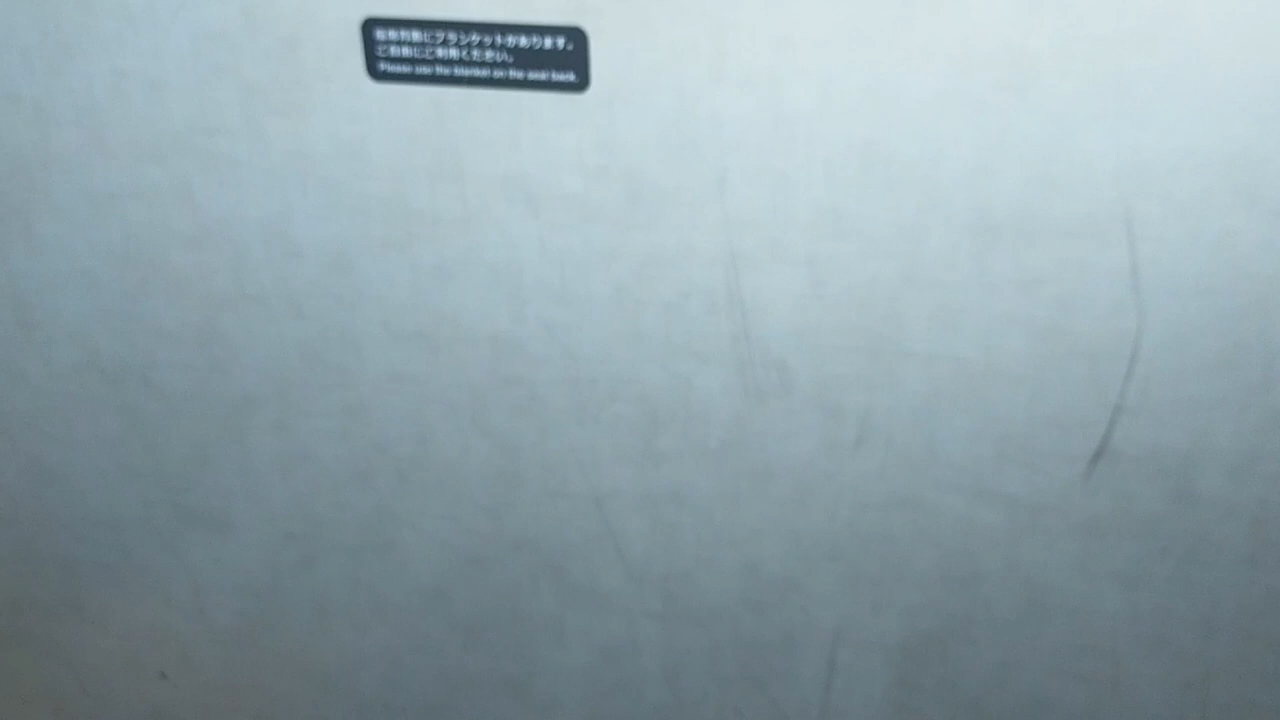 にブランケットがあります。
ご自由にご利用ください。
Please use the blanket on the seat back.